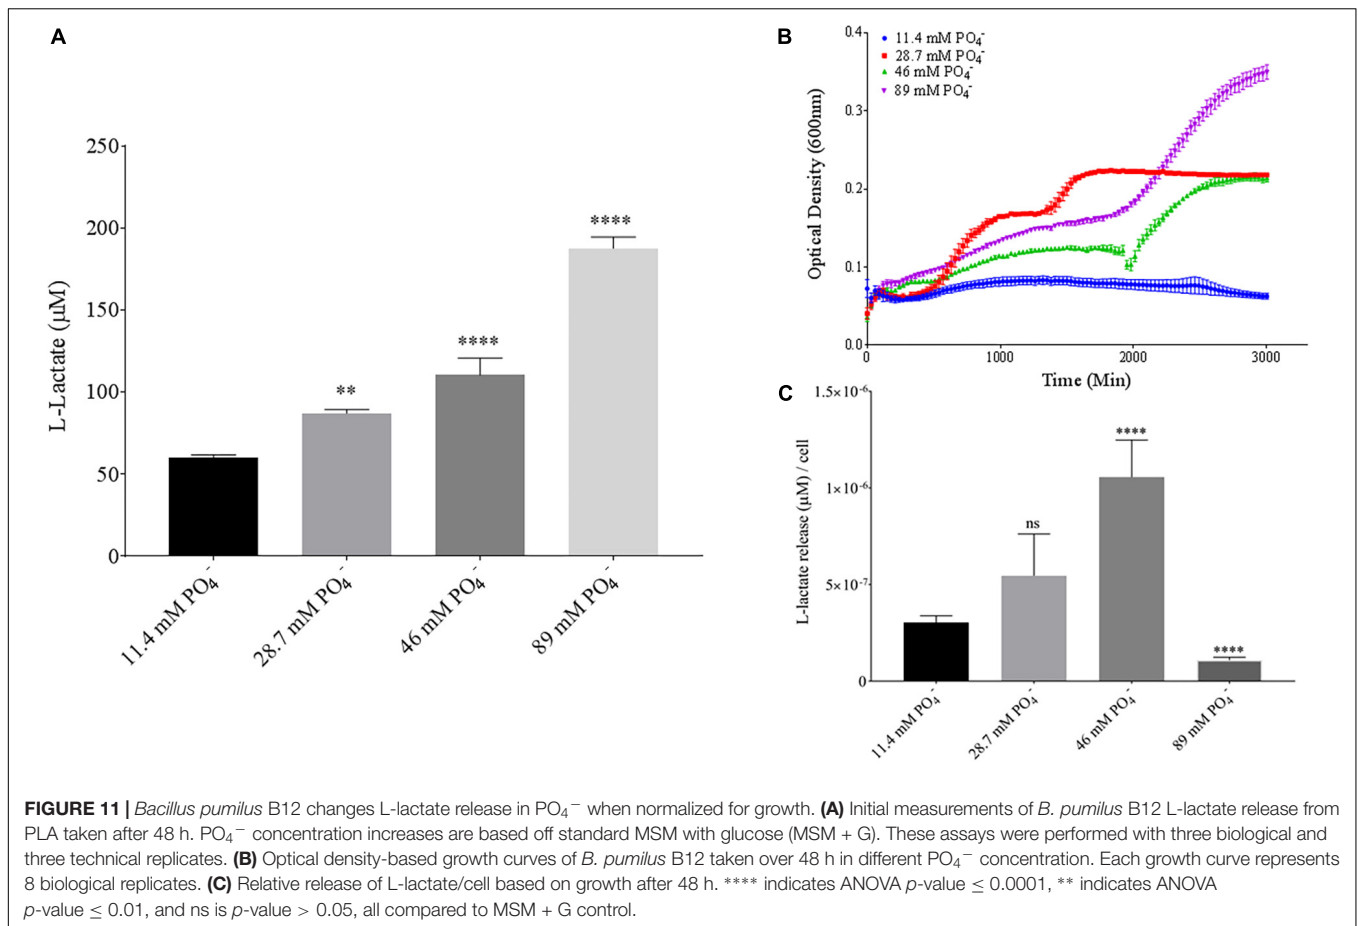 A
L-Lactate (µM)
250
200
150
100
50
0
**
****
****
11.4 mM PO₄⁻
28.7 mM PO₄⁻
46 mM PO₄⁻
89 mM PO₄⁻
B
Optical Density (600nm)
0.4
0.3
0.2
0.1
0.0
11.4 mM PO₄⁻
28.7 mM PO₄⁻
46 mM PO₄⁻
89 mM PO₄⁻
0 1000 2000 3000
Time (Min)
C
L-lactate release (µM) / cell
1.5×10⁻⁶
1×10⁻⁶
5×10⁻⁷
0
ns
****
****
11.4 mM PO₄⁻
28.7 mM PO₄⁻
46 mM PO₄⁻
89 mM PO₄⁻
FIGURE 11 | Bacillus pumilus B12 changes L-lactate release in PO₄⁻ when normalized for growth. (A) Initial measurements of B. pumilus B12 L-lactate release from
PLA taken after 48 h. PO₄⁻ concentration increases are based off standard MSM with glucose (MSM + G). These assays were performed with three biological and
three technical replicates. (B) Optical density-based growth curves of B. pumilus B12 taken over 48 h in different PO₄⁻ concentration. Each growth curve represents
8 biological replicates. (C) Relative release of L-lactate/cell based on growth after 48 h. **** indicates ANOVA p-value ≤ 0.0001, ** indicates ANOVA
p-value ≤ 0.01, and ns is p-value > 0.05, all compared to MSM + G control.